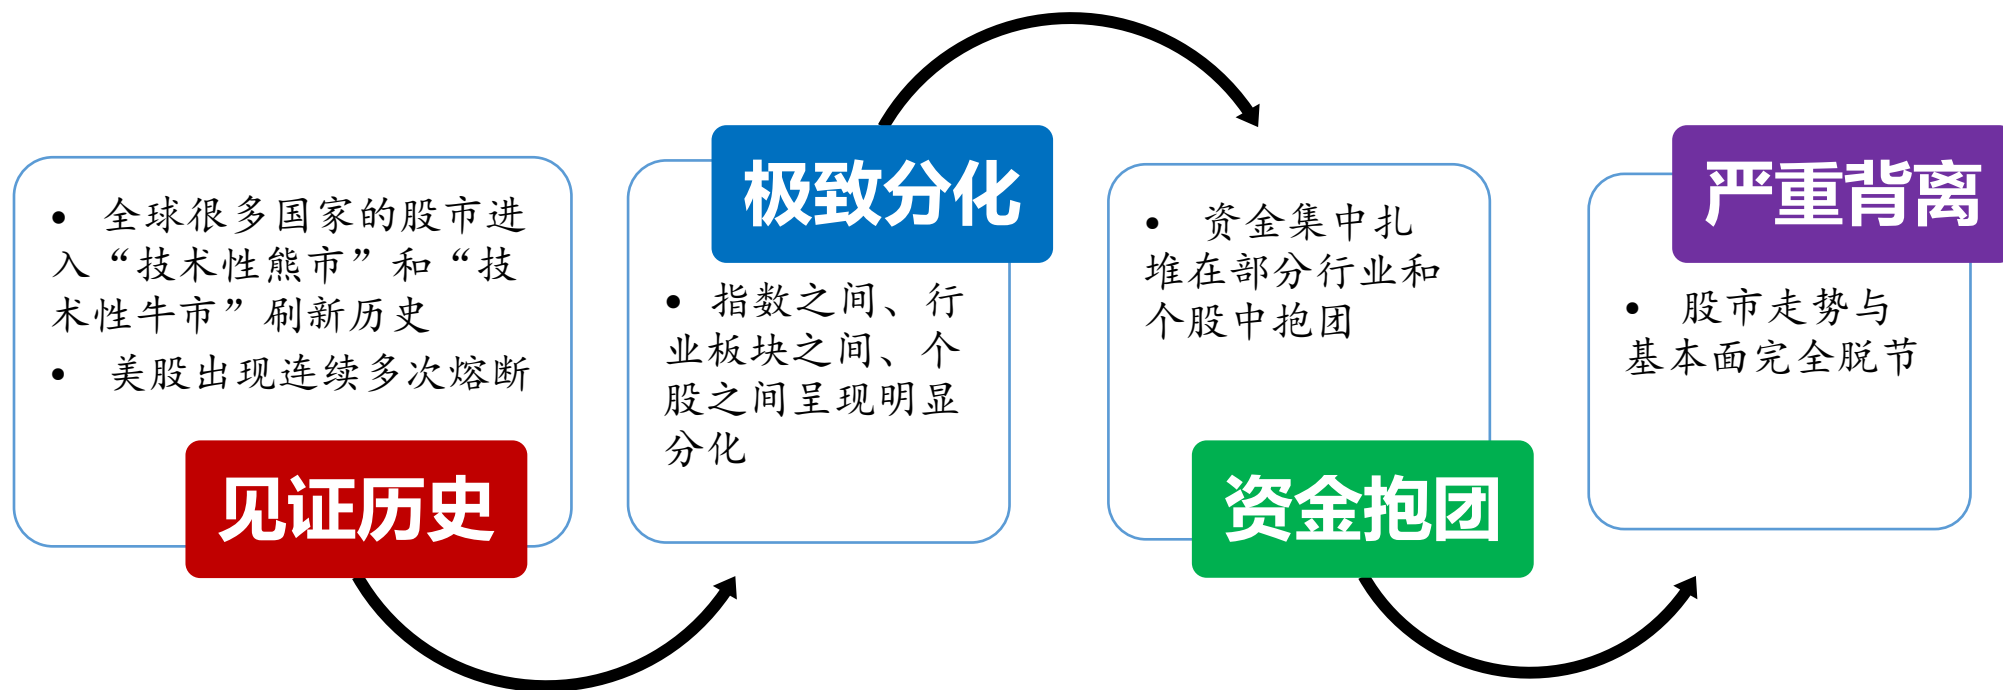 • 全球很多国家的股市进
入“技术性熊市”和“技
术性牛市”刷新历史
• 美股出现连续多次熔断
见证历史
极致分化
• 指数之间、行
业板块之间、个
股之间呈现明显
分化
• 资金集中扎
堆在部分行业和
个股中抱团
资金抱团
严重背离
• 股市走势与
基本面完全脱节